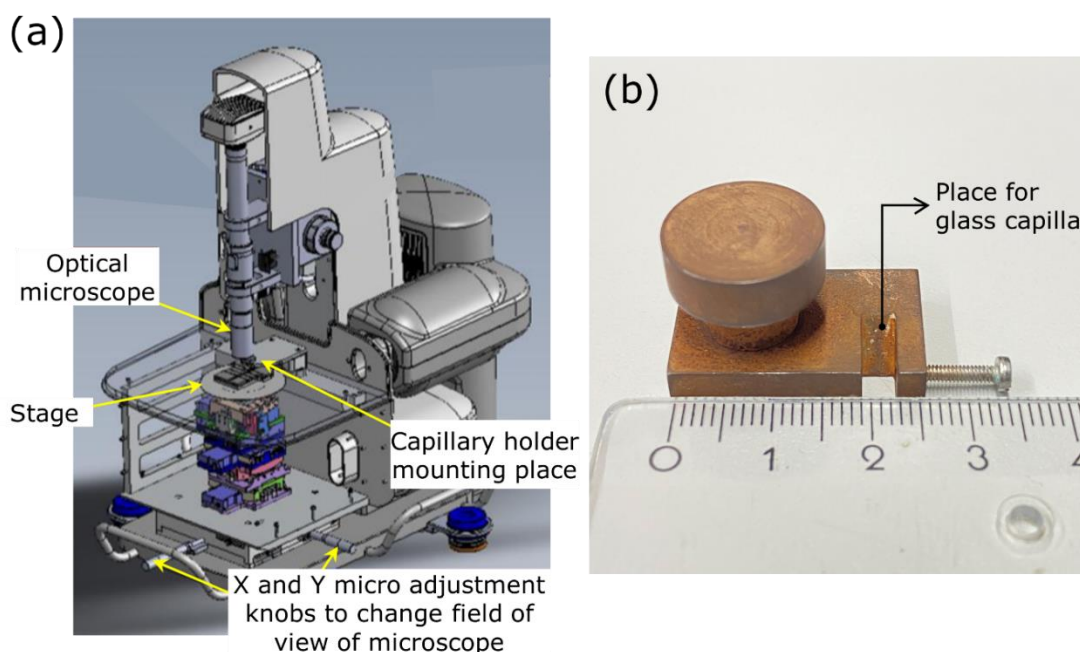 (a)
Optical
microscope
Stage
Capillary holder
mounting place
X and Y micro adjustment
knobs to change field of
view of microscope
(b)
Place for
glass capilla
0 1 2 3 4